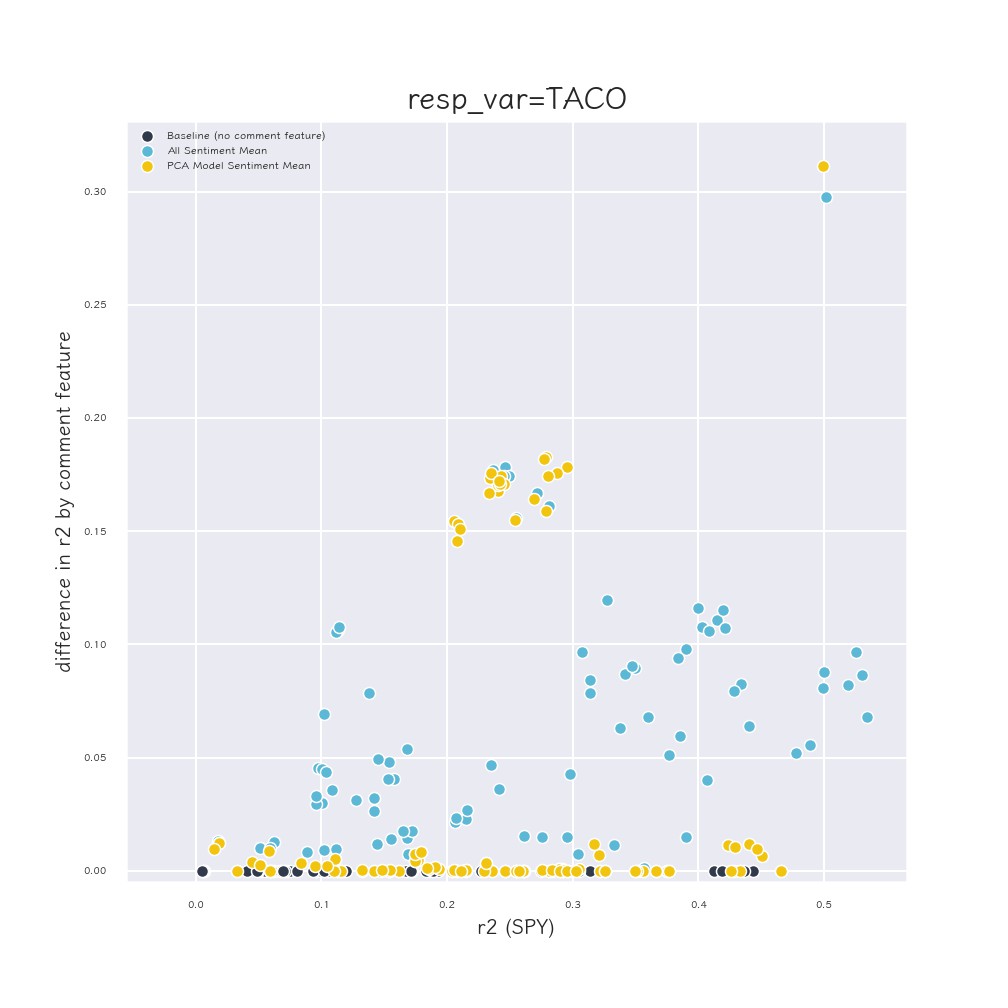 resp_var=TACO
Baseline (no comment feature)
All Sentiment Mean
PCA Model Sentiment Mean
difference in r2 by comment feature
0.30
0.25
0.20
0.15
0.10
0.05
0.00
0.0 0.1 0.2 0.3 0.4 0.5
r2 (SPY)